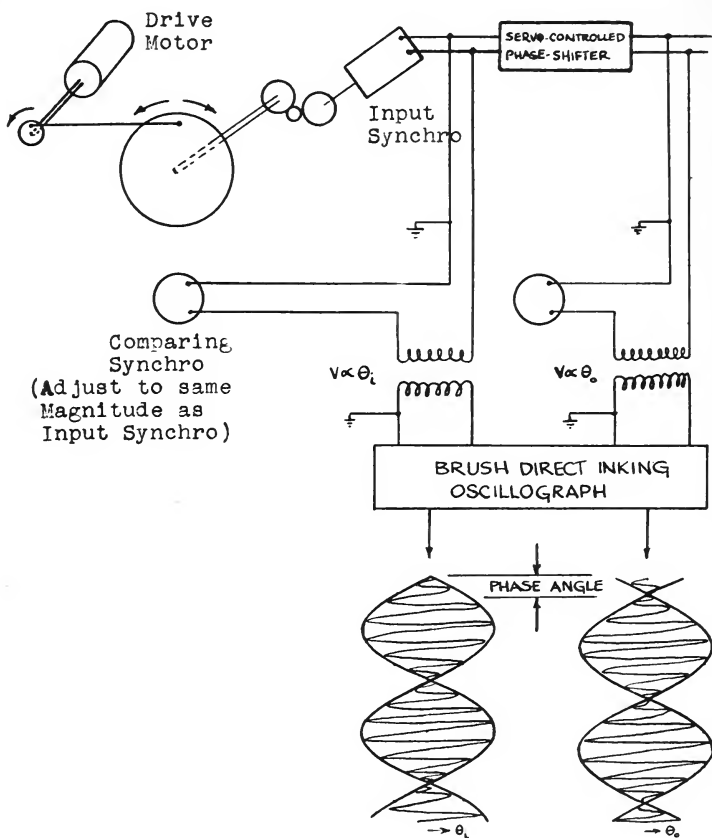 Drive
Motor
SERVO-CONTROLLED
PHASE-SHIFTER
Input
Synchro
Comparing
Synchro
(Adjust to same
Magnitude as
Input Synchro)
V∝θi
V∝θo
BRUSH DIRECT INKING
OSCILLOGRAPH
PHASE ANGLE
→ θi
→ θo